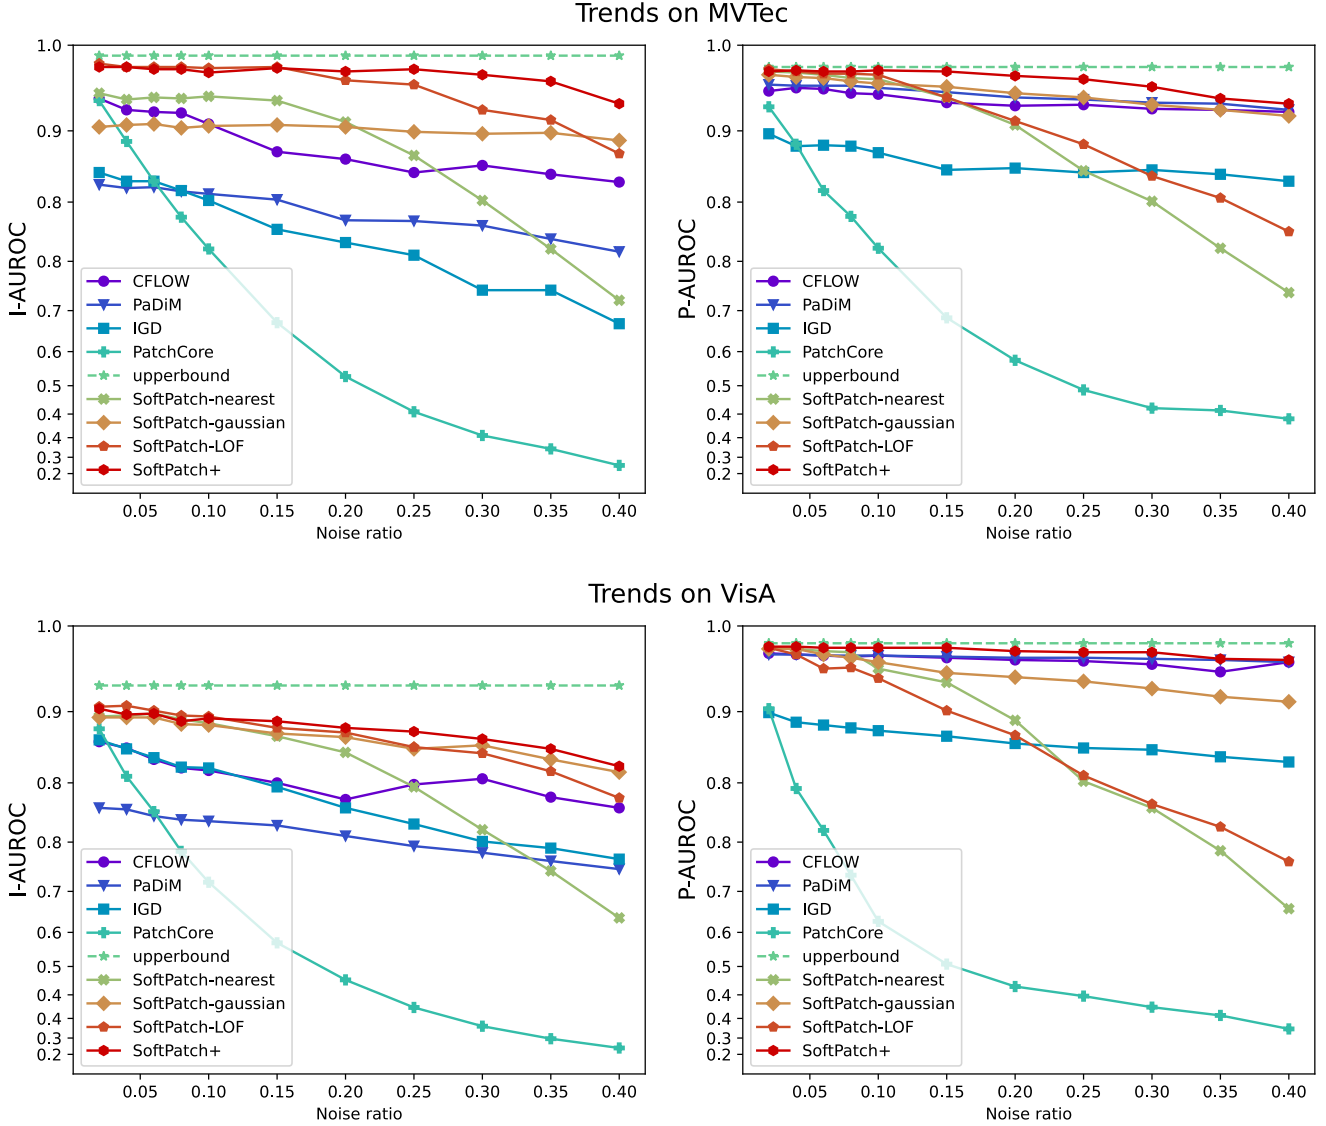 Trends on MVTec
1.0
0.9
0.8
0.8
0.7
0.6
0.5
0.4
0.4
0.3
0.2
I-AUROC
CFLOW
PaDiM
IGD
PatchCore
upperbound
SoftPatch-nearest
SoftPatch-gaussian
SoftPatch-LOF
SoftPatch+
0.05 0.10 0.15 0.20 0.25 0.30 0.35 0.40
Noise ratio
1.0
0.9
0.8
0.8
0.7
0.6
0.5
0.4
0.4
0.3
0.2
P-AUROC
CFLOW
PaDiM
IGD
PatchCore
upperbound
SoftPatch-nearest
SoftPatch-gaussian
SoftPatch-LOF
SoftPatch+
0.05 0.10 0.15 0.20 0.25 0.30 0.35 0.40
Noise ratio
Trends on VisA
1.0
0.9
0.8
0.8
0.7
0.6
0.5
0.4
0.4
0.3
0.2
I-AUROC
CFLOW
PaDiM
IGD
PatchCore
upperbound
SoftPatch-nearest
SoftPatch-gaussian
SoftPatch-LOF
SoftPatch+
0.05 0.10 0.15 0.20 0.25 0.30 0.35 0.40
Noise ratio
1.0
0.9
0.8
0.8
0.7
0.6
0.5
0.4
0.4
0.3
0.2
P-AUROC
CFLOW
PaDiM
IGD
PatchCore
upperbound
SoftPatch-nearest
SoftPatch-gaussian
SoftPatch-LOF
SoftPatch+
0.05 0.10 0.15 0.20 0.25 0.30 0.35 0.40
Noise ratio